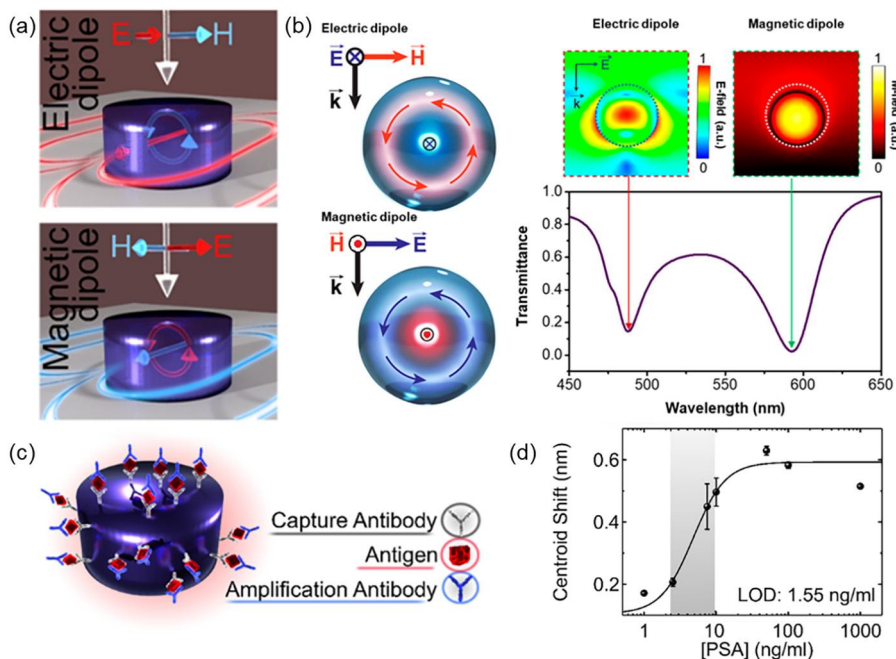 (a)
Electric
dipole
E
H
Magnetic
dipole
H
E
(b)
Electric dipole
E
H
k
Magnetic dipole
H
E
k
Electric dipole
Magnetic dipole
E
k
1
E-field (a.u.)
0
1
0
Transmittance
1.0
0.8
0.6
0.4
0.2
0.0
450
500
550
600
650
Wavelength (nm)
(c)
Capture Antibody
Antigen
Amplification Antibody
(d)
Centroid Shift (nm)
0.6
0.4
0.2
LOD: 1.55 ng/ml
1
10
100
1000
[PSA] (ng/ml)